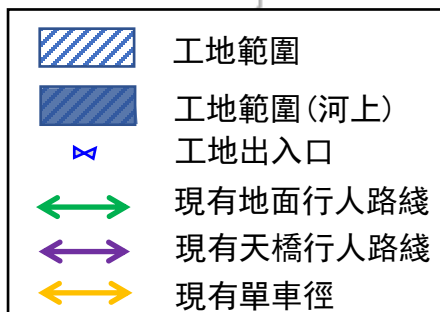 工地範圍
工地範圍(河上)
工地出入口
現有地面行人路綫
現有天橋行人路綫
現有單車徑